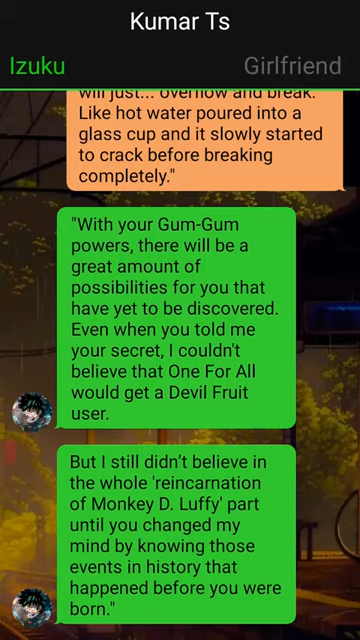 Kumar Ts
Izuku
Girlfriend
will just... overflow and break.
Like hot water poured into a
glass cup and it slowly started
to crack before breaking
completely."
"With your Gum-Gum
powers, there will be a
great amount of
possibilities for you that
have yet to be discovered.
Even when you told me
your secret, I couldn't
believe that One For All
would get a Devil Fruit
user.
But I still didn't believe in
the whole 'reincarnation
of Monkey D. Luffy' part
until you changed my
mind by knowing those
events in history that
happened before you were
born."